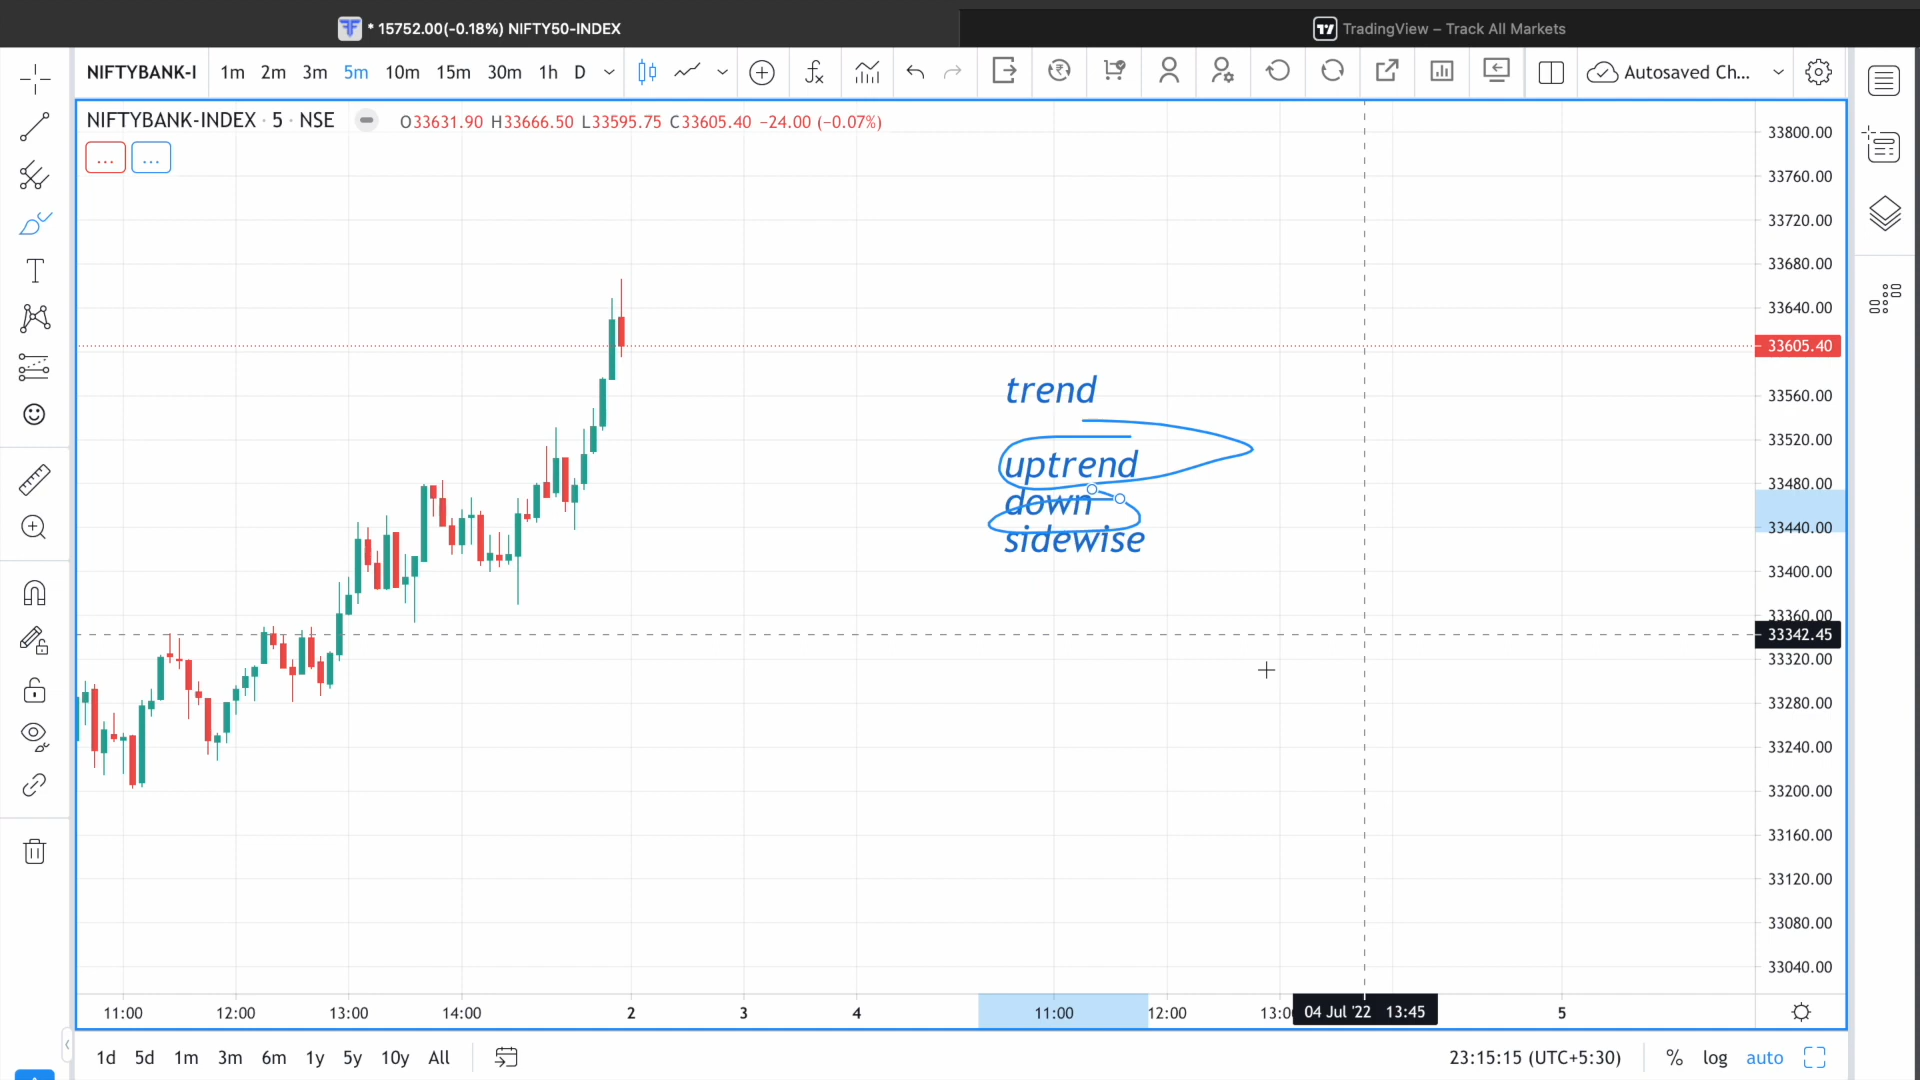 * 15752.00(-0.18%) NIFTY50-INDEX
TradingView – Track All Markets
NIFTYBANK-I 1m 2m 3m 5m 10m 15m 30m 1h D Autosaved Ch...
NIFTYBANK-INDEX · 5 · NSE O33631.90 H33666.50 L33595.75 C33605.40 −24.00 (−0.07%)
... ...
33800.00
33760.00
33720.00
33680.00
33640.00
33605.40
33560.00
33520.00
33480.00
33440.00
33400.00
33360.00
33342.45
33320.00
33280.00
33240.00
33200.00
33160.00
33120.00
33080.00
33040.00
trend
uptrend
down
sidewise
11:00 12:00 13:00 14:00 2 3 4 11:00 12:00 13:0 04 Jul '22 13:45 5
1d 5d 1m 3m 6m 1y 5y 10y All 23:15:15 (UTC+5:30) % log auto